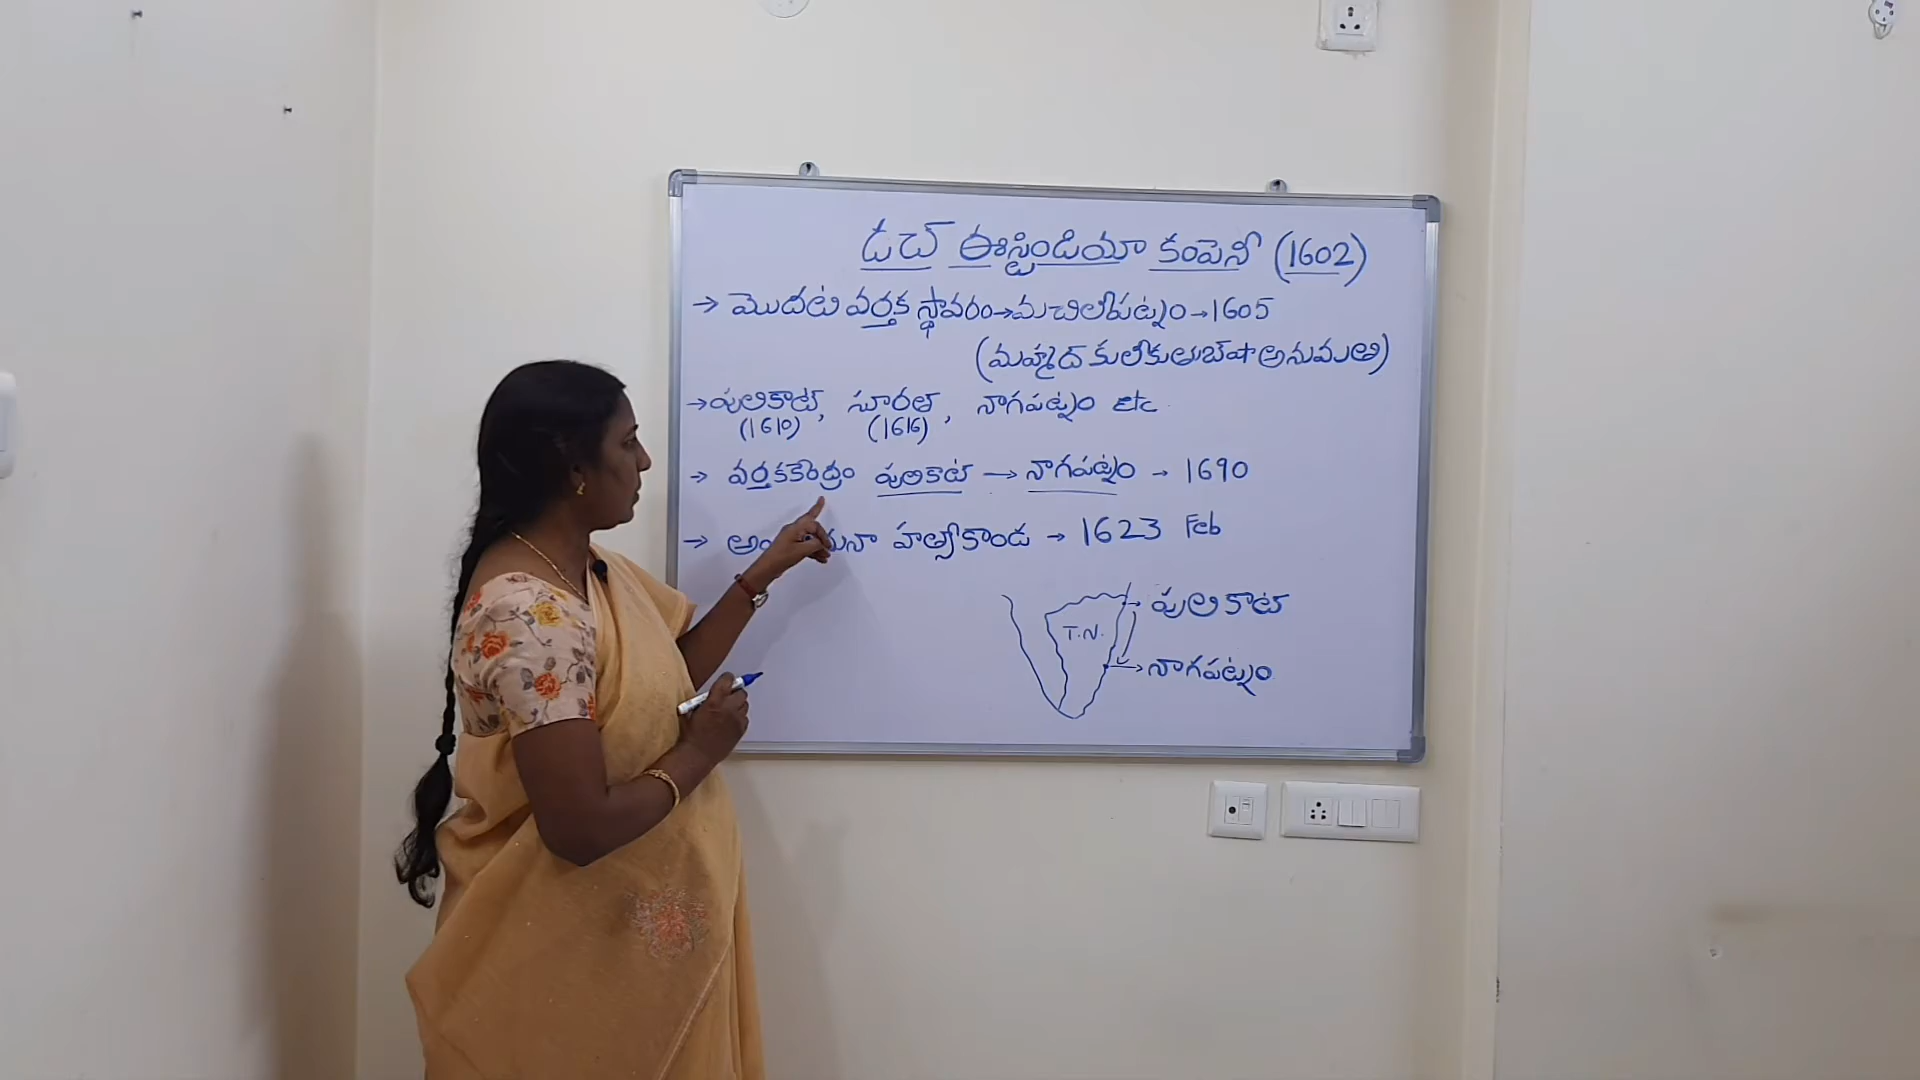 డచ్ ఈస్టిండియా కంపెనీ (1602)
→ మొదట వర్తక స్థావరం→మచిలీపట్నం→1605
(మహ్మద్ కులీకుతుబ్‌షా అనుమతి)
→పులికాట్, సూరత్, నాగపట్నం etc
(1610) (1616)
→ వర్తకకేంద్రం పులికాట్ → నాగపట్నం → 1690
→ హత్యాకాండ → 1623 Feb
T.N. → పులికాట్
→ నాగపట్నం